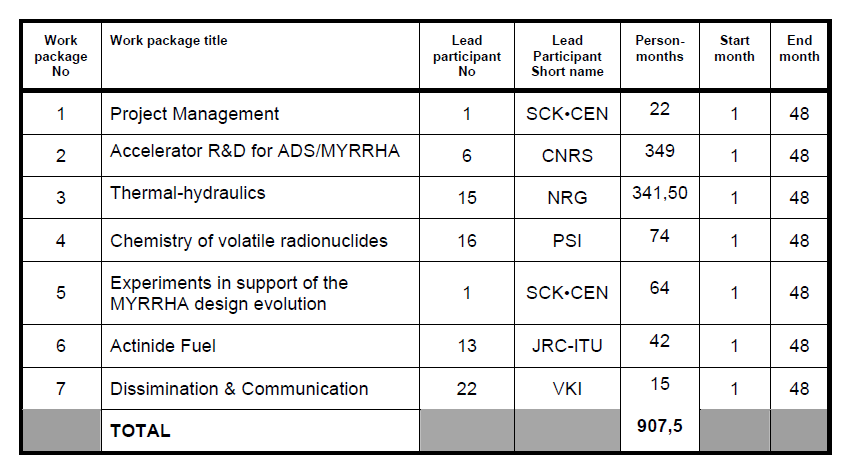 Work package No | Work package title | Lead participant No | Lead Participant Short name | Person-months | Start month | End month
1 | Project Management | 1 | SCK•CEN | 22 | 1 | 48
2 | Accelerator R&D for ADS/MYRRHA | 6 | CNRS | 349 | 1 | 48
3 | Thermal-hydraulics | 15 | NRG | 341,50 | 1 | 48
4 | Chemistry of volatile radionuclides | 16 | PSI | 74 | 1 | 48
5 | Experiments in support of the MYRRHA design evolution | 1 | SCK•CEN | 64 | 1 | 48
6 | Actinide Fuel | 13 | JRC-ITU | 42 | 1 | 48
7 | Dissimination & Communication | 22 | VKI | 15 | 1 | 48
TOTAL | 907,5